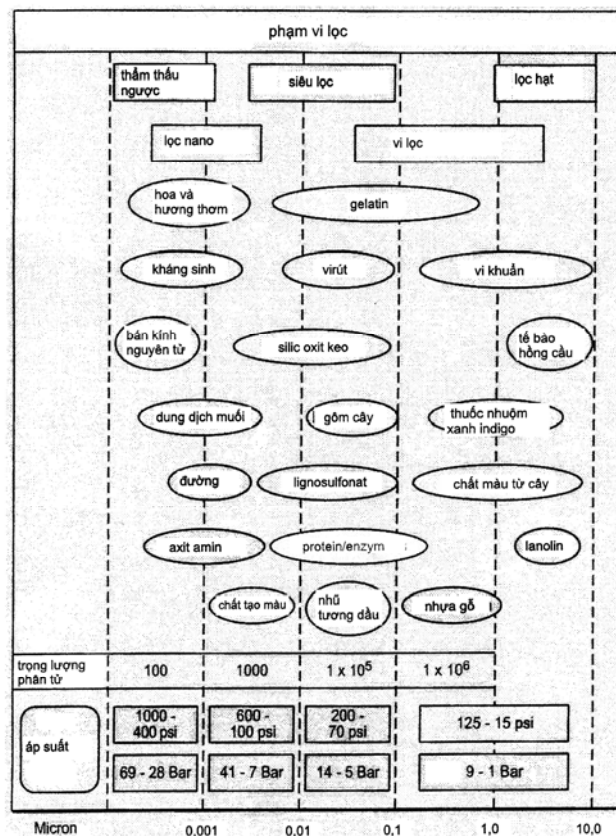 phạm vi lọc
thẩm thấu
ngược
siêu lọc
lọc hạt
lọc nano
vi lọc
hoa và
hương thơm
gelatin
kháng sinh
virút
vi khuẩn
bán kính
nguyên tử
silic oxit keo
tế bào
hồng cầu
dung dịch muối
gôm cây
thuốc nhuộm
xanh indigo
đường
lignosulfonat
chất màu từ cây
axit amin
protein/enzym
lanolin
chất tạo màu
nhũ
tương dầu
nhựa gỗ
trọng lượng
phân tử
100
1000
1 x 10⁵
1 x 10⁶
áp suất
1000 -
400 psi
600 -
100 psi
200 -
70 psi
125 - 15 psi
69 - 28 Bar
41 - 7 Bar
14 - 5 Bar
9 - 1 Bar
Micron
0,001
0,01
0,1
1,0
10,0